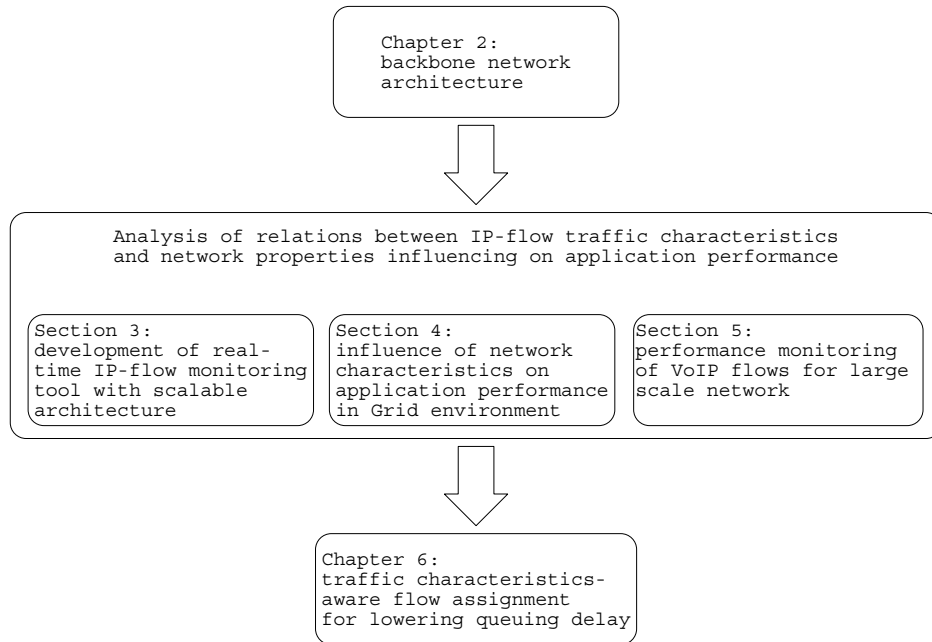 Chapter 2:
backbone network
architecture
Analysis of relations between IP-flow traffic characteristics
and network properties influencing on application performance
Section 3:
development of real-
time IP-flow monitoring
tool with scalable
architecture
Section 4:
influence of network
characteristics on
application performance
in Grid environment
Section 5:
performance monitoring
of VoIP flows for large
scale network
Chapter 6:
traffic characteristics-
aware flow assignment
for lowering queuing delay